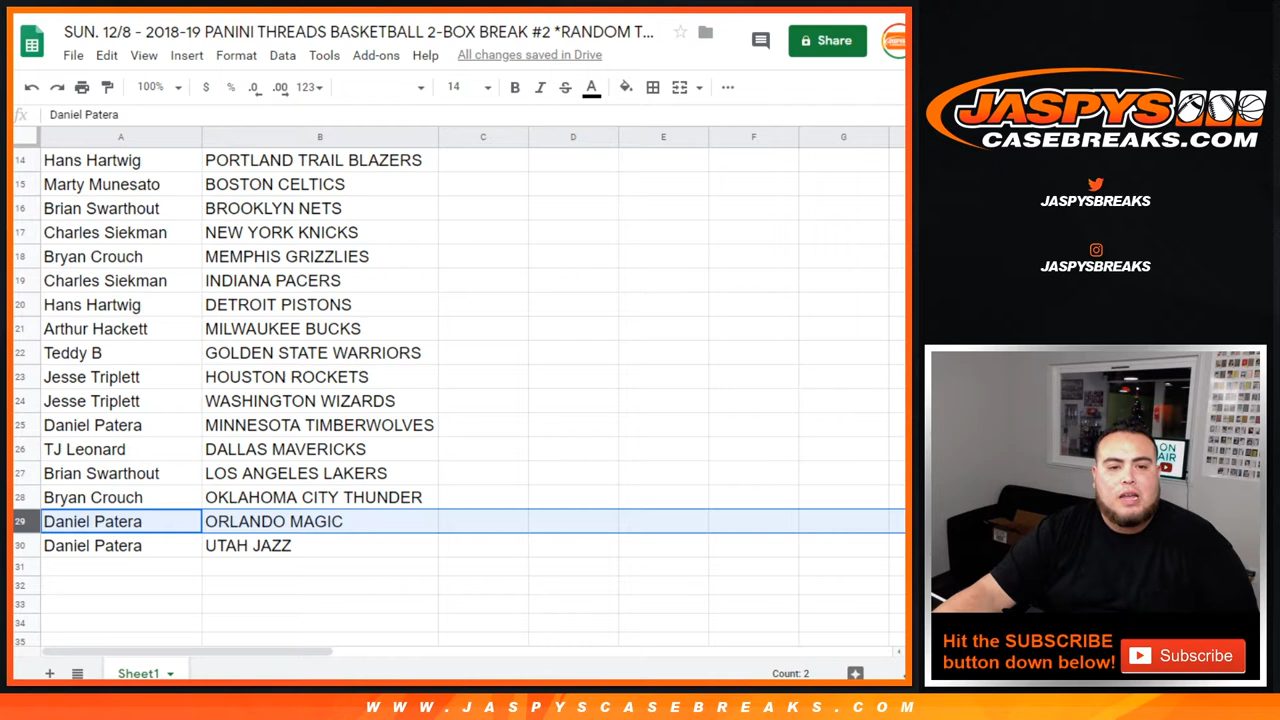 SUN. 12/8 - 2018-19 PANINI THREADS BASKETBALL 2-BOX BREAK #2 *RANDOM T...
File Edit View Insert Format Data Tools Add-ons Help All changes saved in Drive
Share
100% $ % .0 .00 123 14 B I S A
fx Daniel Patera
A B C D E F G
14 Hans Hartwig PORTLAND TRAIL BLAZERS
15 Marty Munesato BOSTON CELTICS
16 Brian Swarthout BROOKLYN NETS
17 Charles Siekman NEW YORK KNICKS
18 Bryan Crouch MEMPHIS GRIZZLIES
19 Charles Siekman INDIANA PACERS
20 Hans Hartwig DETROIT PISTONS
21 Arthur Hackett MILWAUKEE BUCKS
22 Teddy B GOLDEN STATE WARRIORS
23 Jesse Triplett HOUSTON ROCKETS
24 Jesse Triplett WASHINGTON WIZARDS
25 Daniel Patera MINNESOTA TIMBERWOLVES
26 TJ Leonard DALLAS MAVERICKS
27 Brian Swarthout LOS ANGELES LAKERS
28 Bryan Crouch OKLAHOMA CITY THUNDER
29 Daniel Patera ORLANDO MAGIC
30 Daniel Patera UTAH JAZZ
31
32
33
34
35
Sheet1 Count: 2
JASPYS
CASEBREAKS.COM
JASPYSBREAKS
JASPYSBREAKS
ON
AIR
Hit the SUBSCRIBE
button down below!
Subscribe
WWW.JASPYSCASEBREAKS.COM